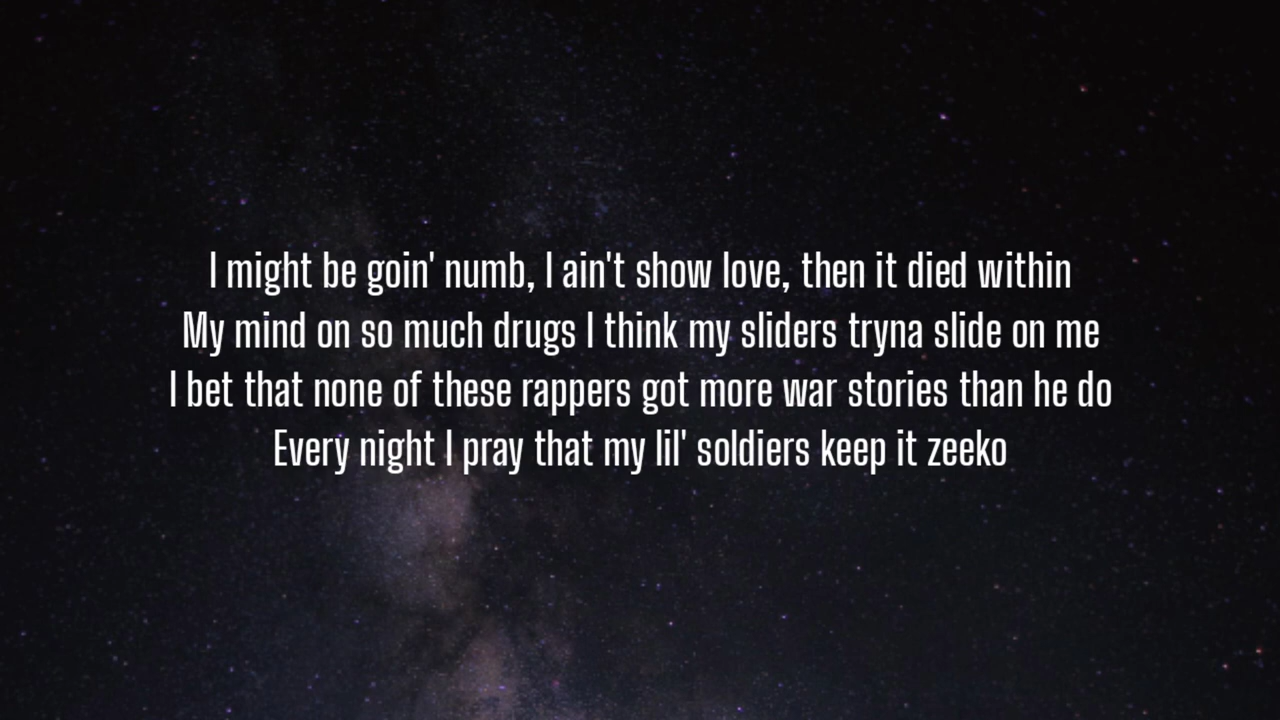 I might be goin' numb, I ain't show love, then it died within
My mind on so much drugs I think my sliders tryna slide on me
I bet that none of these rappers got more war stories than he do
Every night I pray that my lil' soldiers keep it zeeko